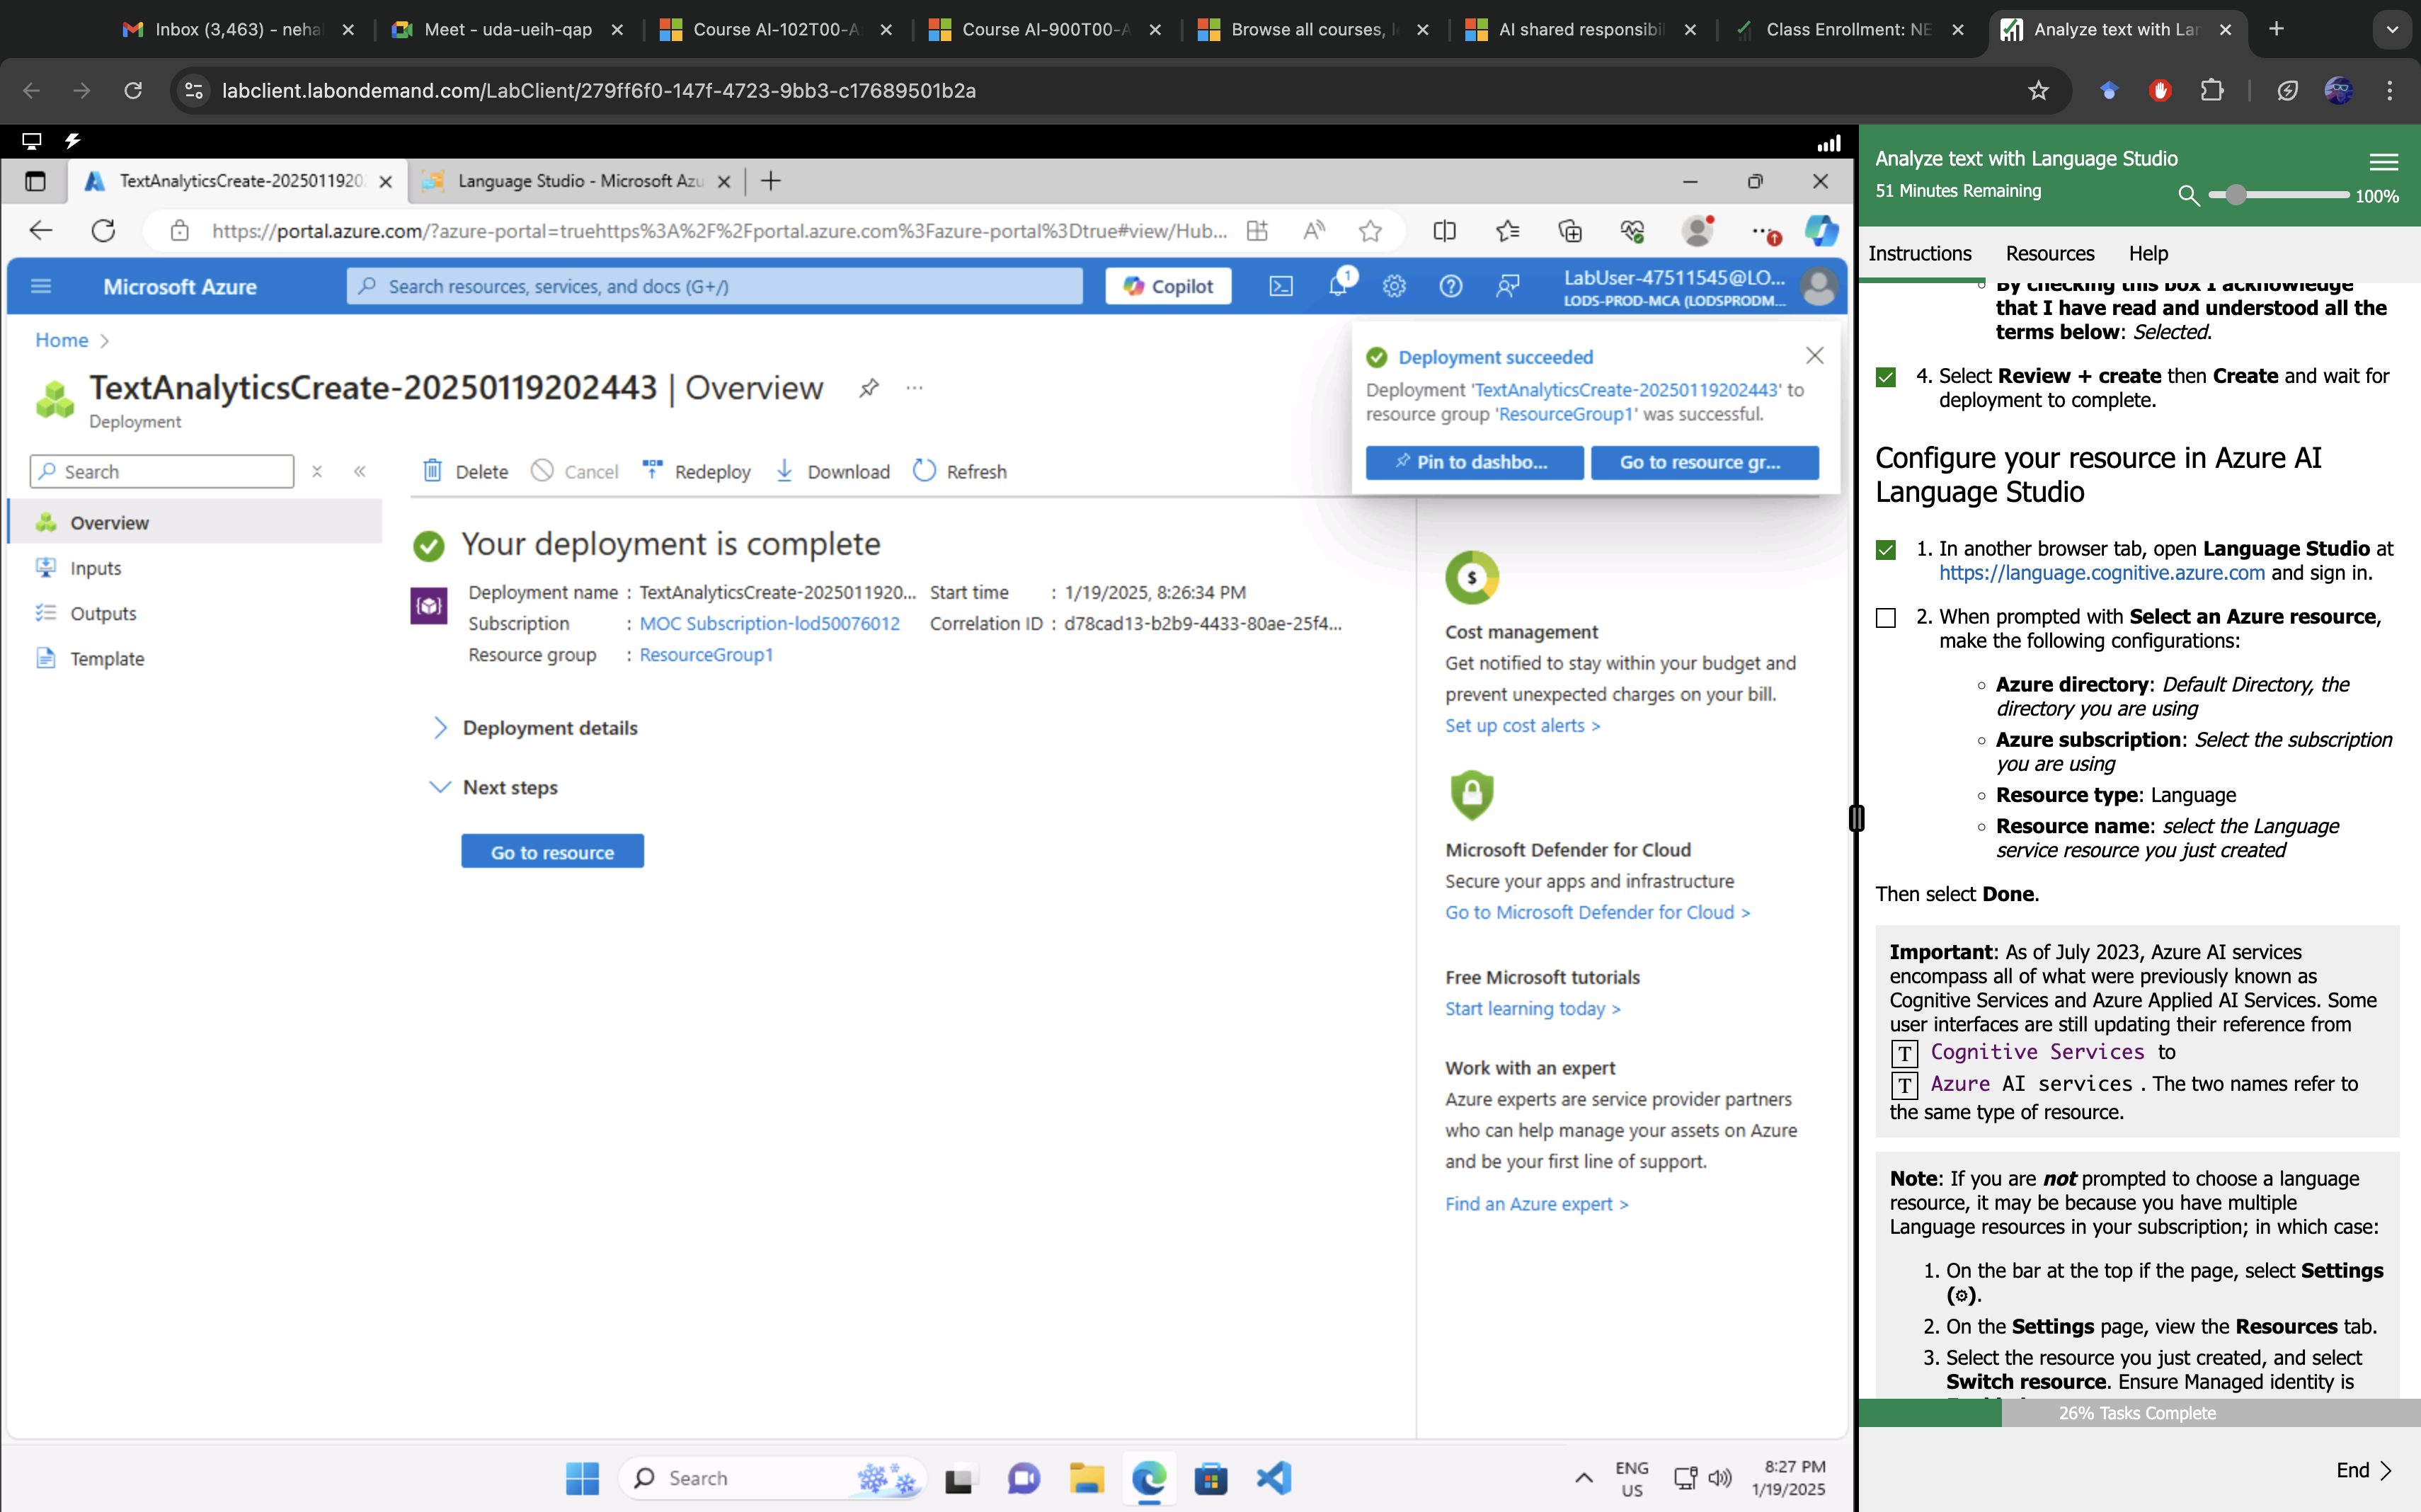 Inbox (3,463) - neha
Meet - uda-ueih-qap
Course AI-102T00-A
Course AI-900T00-A
Browse all courses, l
AI shared responsibil
Class Enrollment: NE
Analyze text with Lan
labclient.labondemand.com/LabClient/279ff6f0-147f-4723-9bb3-c17689501b2a
TextAnalyticsCreate-2025011920
Language Studio - Microsoft Azu
https://portal.azure.com/?azure-portal=truehttps%3A%2F%2Fportal.azure.com%3Fazure-portal%3Dtrue#view/Hub...
Microsoft Azure
Search resources, services, and docs (G+/)
Copilot
1
LabUser-47511545@LO...
LODS-PROD-MCA (LODSPRODM...
Home >
TextAnalyticsCreate-20250119202443 | Overview
Deployment
Search
Delete
Cancel
Redeploy
Download
Refresh
Overview
Inputs
Outputs
Template
Deployment succeeded
Deployment 'TextAnalyticsCreate-20250119202443' to
resource group 'ResourceGroup1' was successful.
Pin to dashbo...
Go to resource gr...
Your deployment is complete
Deployment name : TextAnalyticsCreate-2025011920... Start time : 1/19/2025, 8:26:34 PM
Subscription : MOC Subscription-lod50076012 Correlation ID : d78cad13-b2b9-4433-80ae-25f4...
Resource group : ResourceGroup1
Deployment details
Next steps
Go to resource
Cost management
Get notified to stay within your budget and
prevent unexpected charges on your bill.
Set up cost alerts >
Microsoft Defender for Cloud
Secure your apps and infrastructure
Go to Microsoft Defender for Cloud >
Free Microsoft tutorials
Start learning today >
Work with an expert
Azure experts are service provider partners
who can help manage your assets on Azure
and be your first line of support.
Find an Azure expert >
Search
ENG
US
8:27 PM
1/19/2025
Analyze text with Language Studio
51 Minutes Remaining
100%
Instructions
Resources
Help
By checking this box I acknowledge
that I have read and understood all the
terms below: Selected.
4. Select Review + create then Create and wait for
deployment to complete.
Configure your resource in Azure AI
Language Studio
1. In another browser tab, open Language Studio at
https://language.cognitive.azure.com and sign in.
2. When prompted with Select an Azure resource,
make the following configurations:
Azure directory: Default Directory, the
directory you are using
Azure subscription: Select the subscription
you are using
Resource type: Language
Resource name: select the Language
service resource you just created
Then select Done.
Important: As of July 2023, Azure AI services
encompass all of what were previously known as
Cognitive Services and Azure Applied AI Services. Some
user interfaces are still updating their reference from
T Cognitive Services to
T Azure AI services . The two names refer to
the same type of resource.
Note: If you are not prompted to choose a language
resource, it may be because you have multiple
Language resources in your subscription; in which case:
1. On the bar at the top if the page, select Settings
(⚙).
2. On the Settings page, view the Resources tab.
3. Select the resource you just created, and select
Switch resource. Ensure Managed identity is
26% Tasks Complete
End >